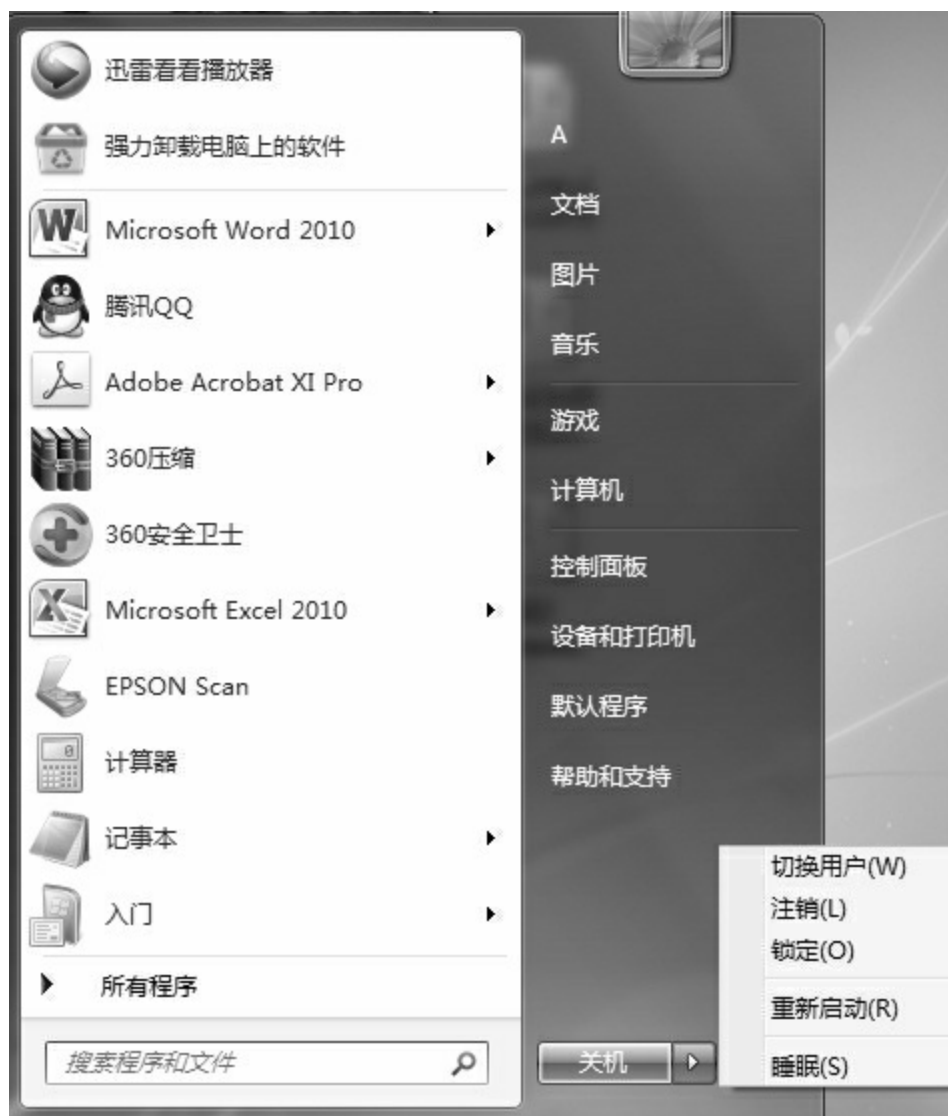 迅雷看看播放器
强力卸载电脑上的软件
Microsoft Word 2010
腾讯QQ
Adobe Acrobat XI Pro
360压缩
360安全卫士
Microsoft Excel 2010
EPSON Scan
计算器
记事本
入门
所有程序
搜索程序和文件
A
文档
图片
音乐
游戏
计算机
控制面板
设备和打印机
默认程序
帮助和支持
关机
切换用户(W)
注销(L)
锁定(O)
重新启动(R)
睡眠(S)